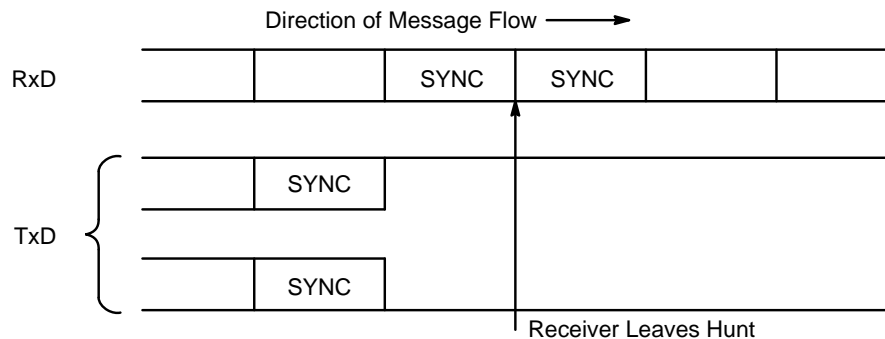 Direction of Message Flow
RxD
SYNC
SYNC
SYNC
TxD
SYNC
Receiver Leaves Hunt